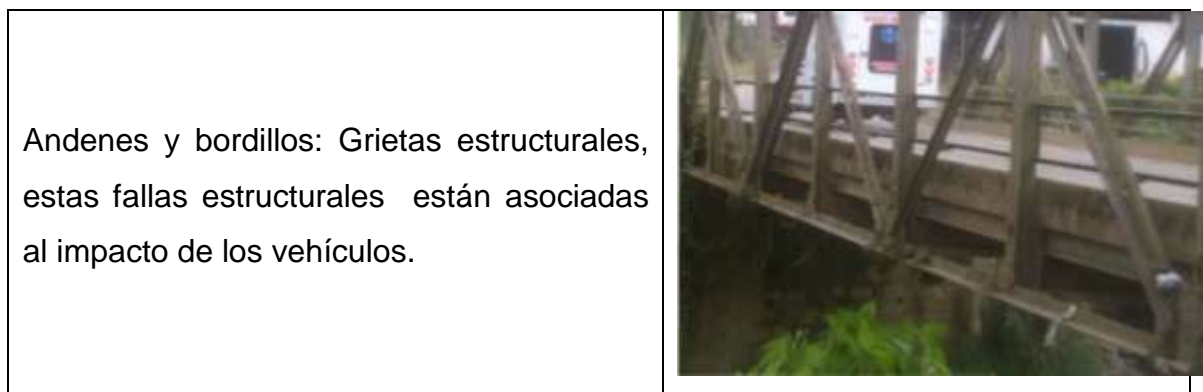 Andenes y bordillos: Grietas estructurales,
estas fallas estructurales están asociadas
al impacto de los vehículos.